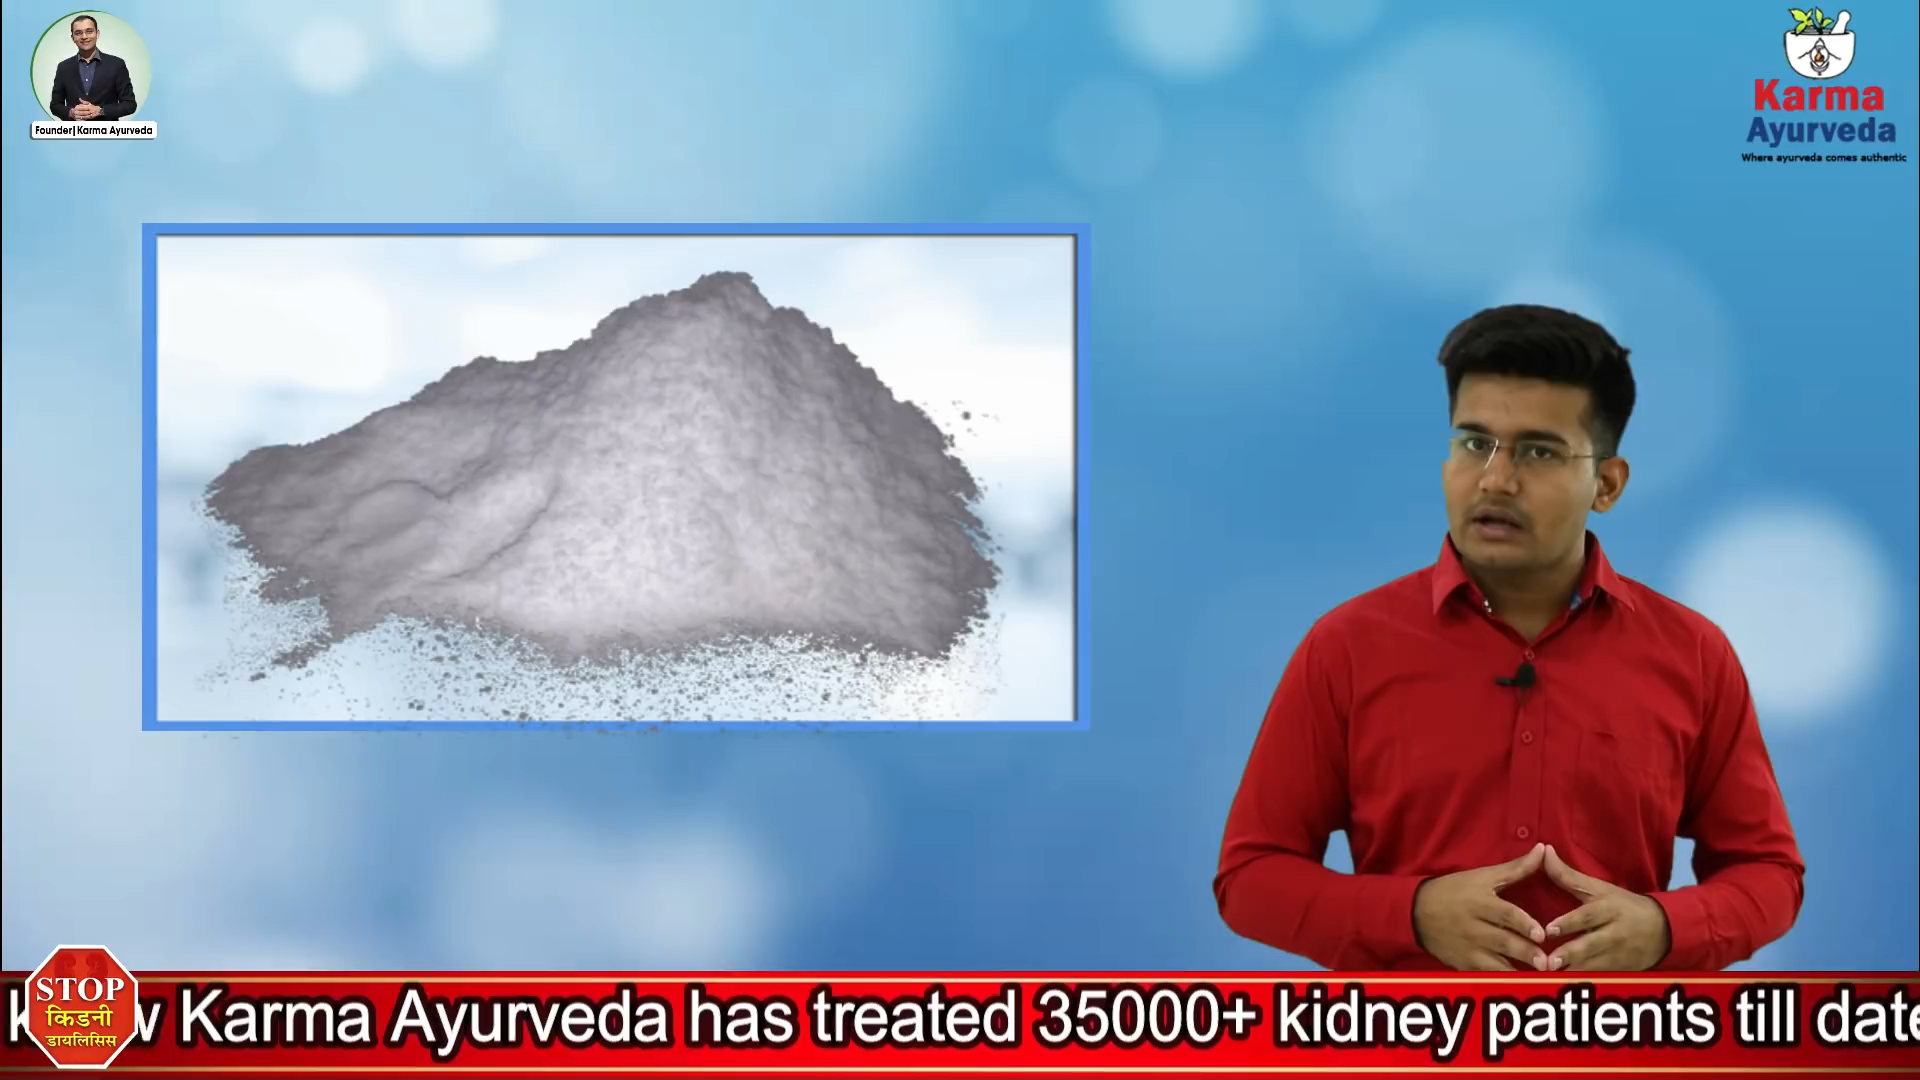 Founder| Karma Ayurveda
Karma
Ayurveda
Where ayurveda comes authentic
STOP
किडनी
डायलिसिस
Karma Ayurveda has treated 35000+ kidney patients till date